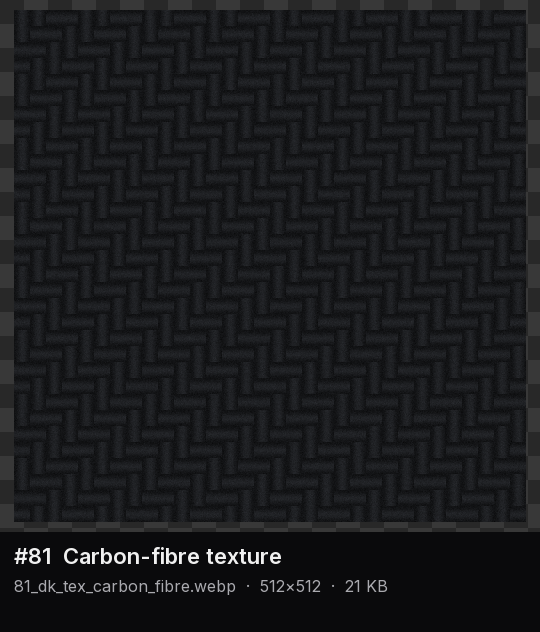 #81 Carbon-fibre texture
81_dk_tex_carbon_fibre.webp · 512×512 · 21 KB